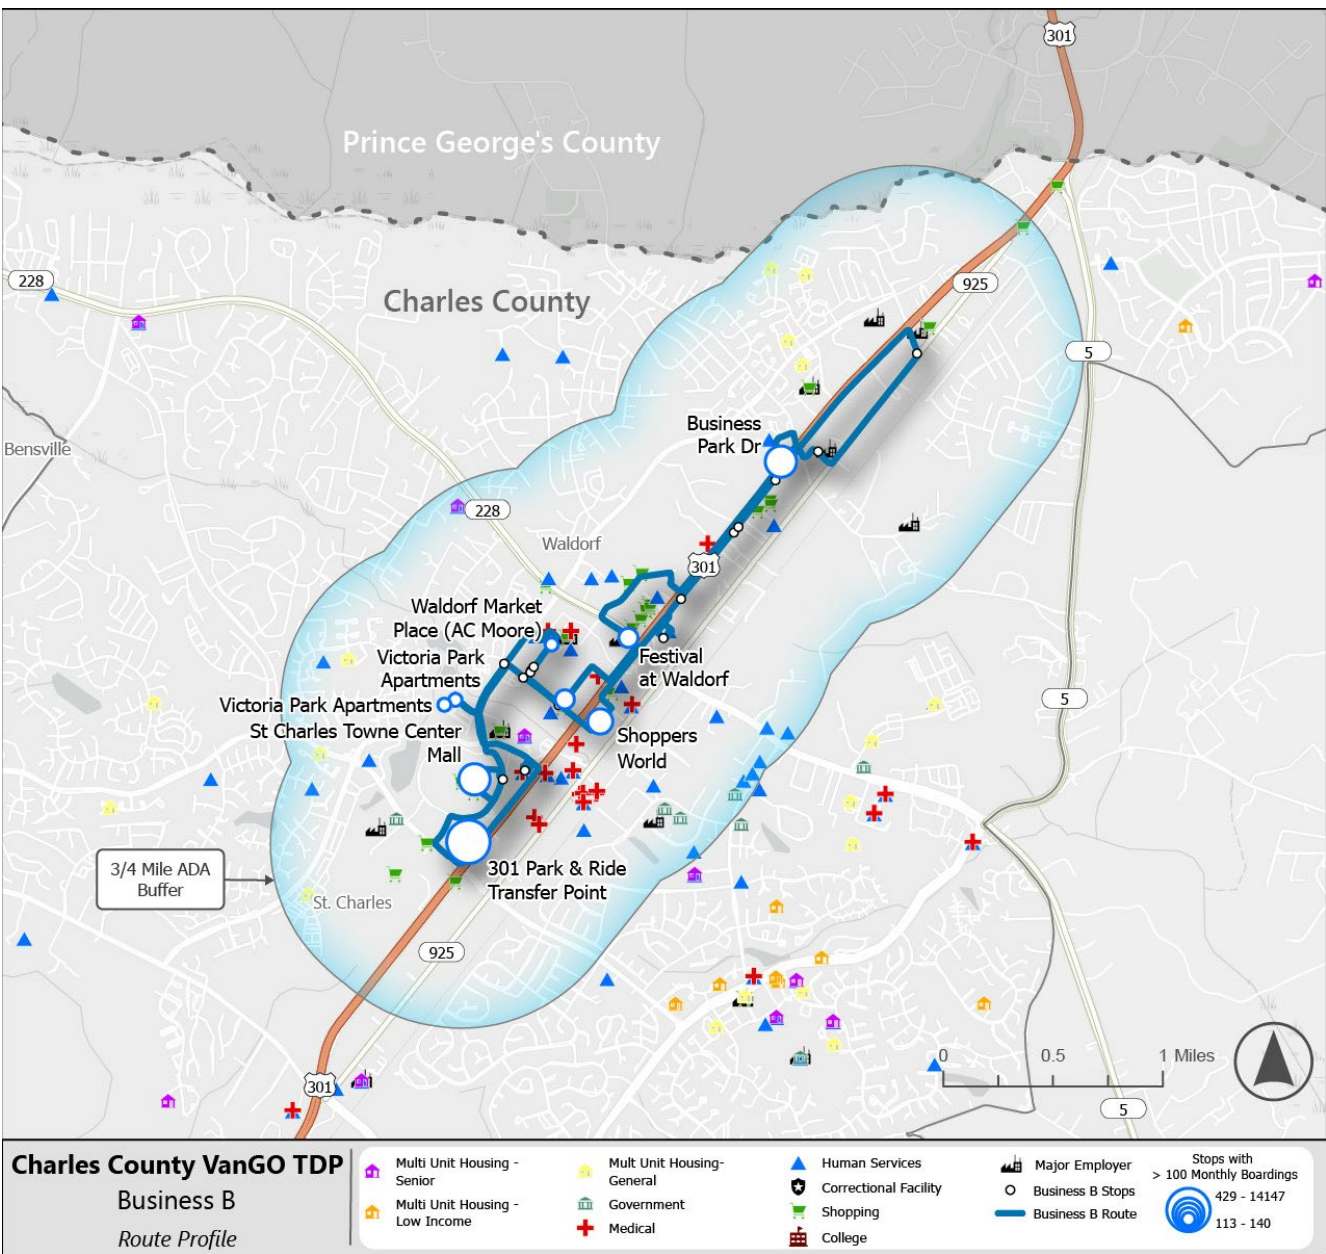 301
Prince George's County
228
Charles County
925
5
Bensville
Business
Park Dr
228
Waldorf
301
Waldorf Market
Place (AC Moore)
Victoria Park
Apartments
Festival
at Waldorf
Victoria Park Apartments
St Charles Towne Center
Mall
5
Shoppers
World
3/4 Mile ADA
Buffer
301 Park & Ride
Transfer Point
St. Charles
925
0 0.5 1 Miles
301
5
Charles County VanGO TDP
Business B
Route Profile
Multi Unit Housing -
Senior
Multi Unit Housing -
Low Income
Mult Unit Housing-
General
Government
Medical
Human Services
Correctional Facility
Shopping
College
Major Employer
Business B Stops
Business B Route
Stops with
> 100 Monthly Boardings
429 - 14147
113 - 140